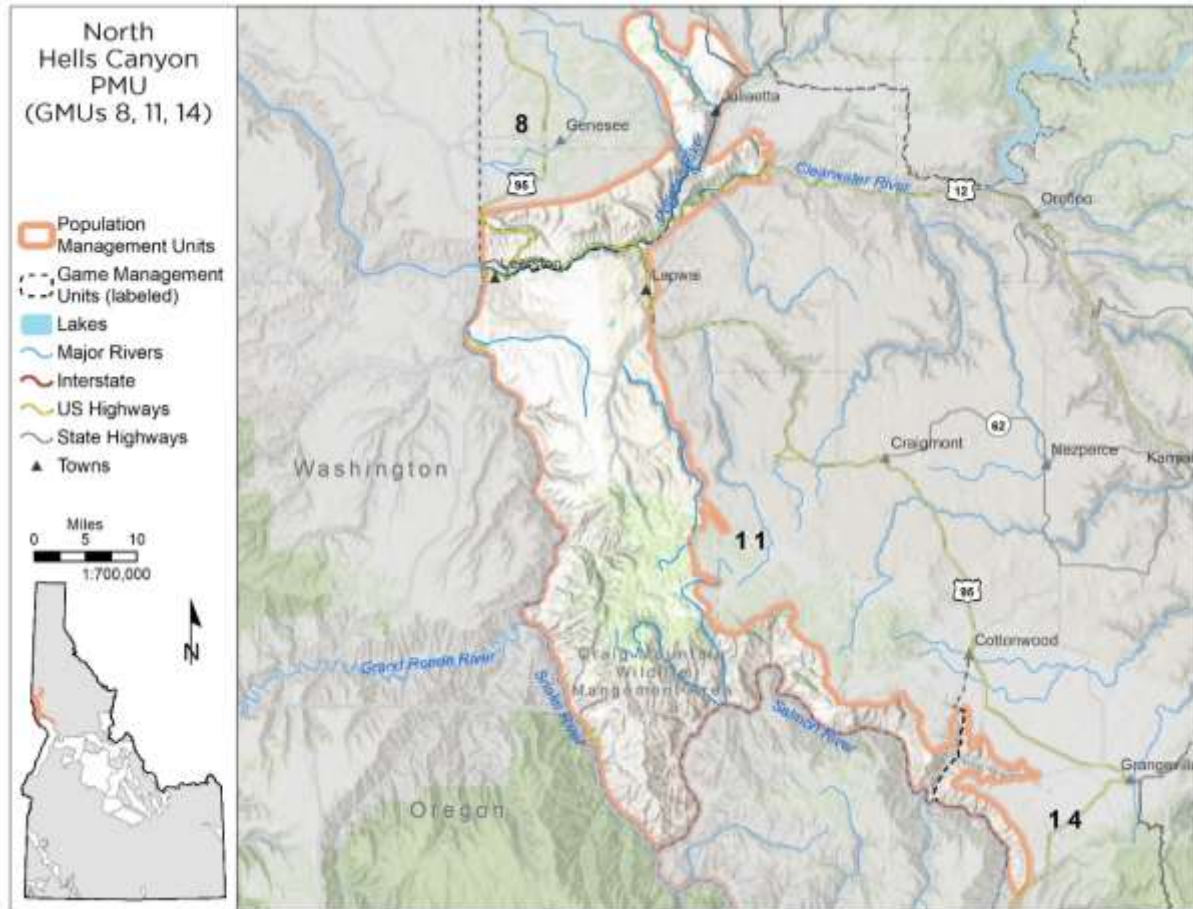 North
Hells Canyon
PMU
(GMUs 8, 11, 14)
Population
Management Units
Game Management
Units (labeled)
Lakes
Major Rivers
Interstate
US Highways
State Highways
Towns
Miles
0 5 10
1:700,000
N
8
Genesee
Juliaetta
95
River
Clearwater River
12
Orofino
Lapwai
Washington
Craigmont
62
Nezperce
11
95
Cottonwood
Grand Ronde River
Snake River
Craig Mountain
Wildlife
Mangement Area
Salmon River
Grangeville
Oregon
14